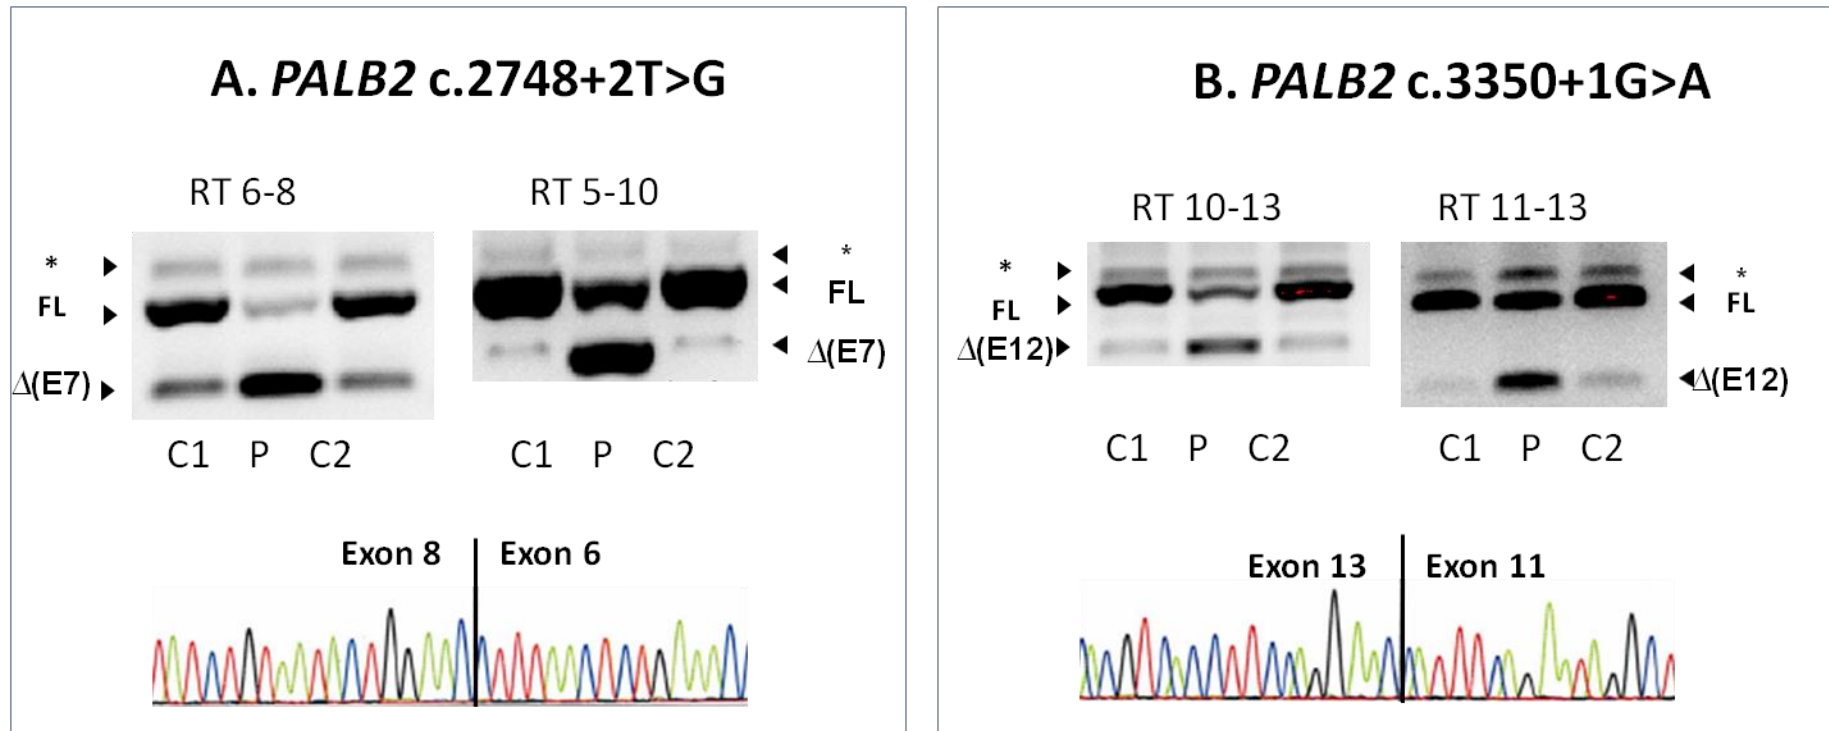 A. PALB2 c.2748+2T>G
RT 6-8
RT 5-10
*
FL
Δ(E7)
*
FL
Δ(E7)
C1 P C2
C1 P C2
Exon 8
Exon 6
B. PALB2 c.3350+1G>A
RT 10-13
RT 11-13
*
FL
Δ(E12)
*
FL
Δ(E12)
C1 P C2
C1 P C2
Exon 13
Exon 11